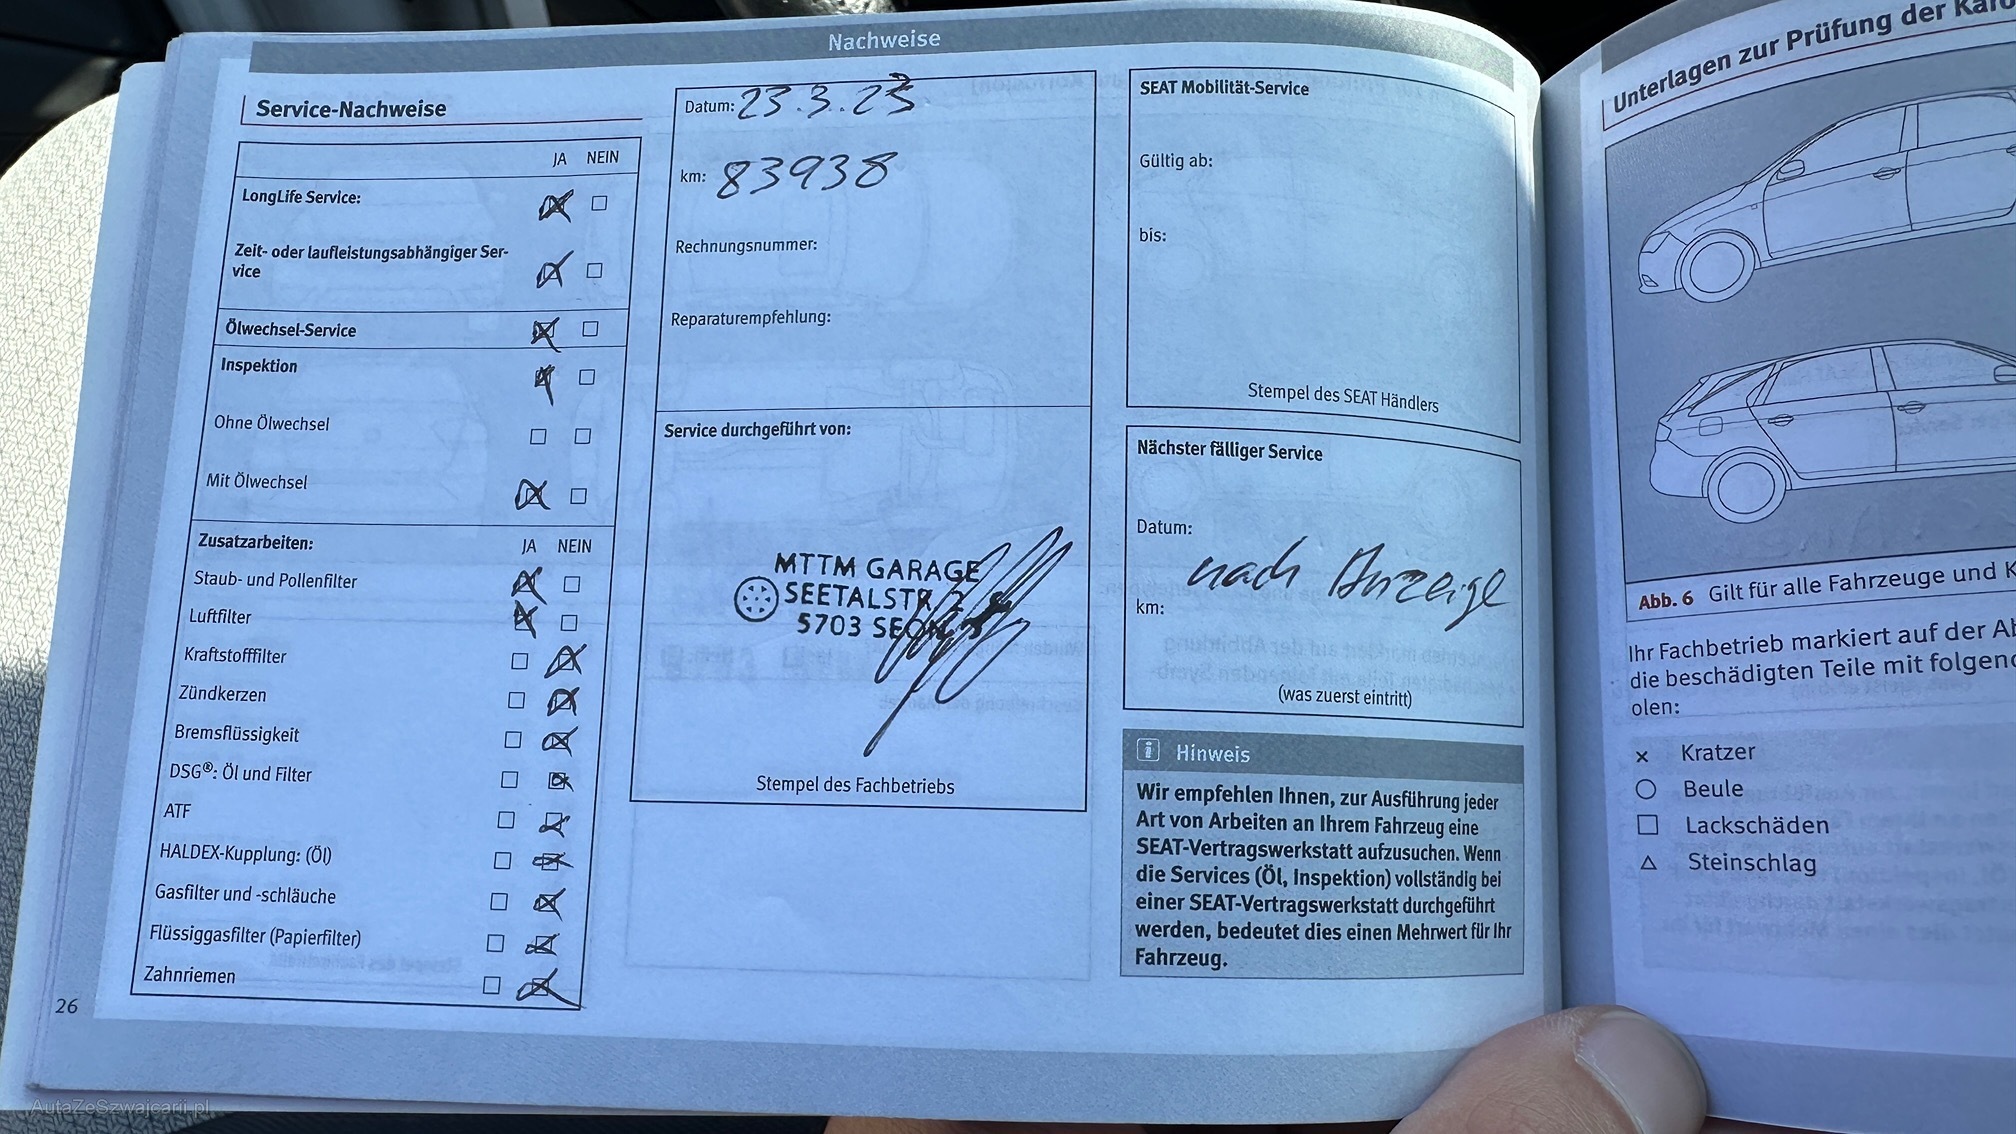 Nachweise
Service-Nachweise
JA NEIN
LongLife Service:
Zeit- oder laufleistungsabhängiger Ser-
vice
Ölwechsel-Service
Inspektion
Ohne Ölwechsel
Mit Ölwechsel
Zusatzarbeiten: JA NEIN
Staub- und Pollenfilter
Luftfilter
Kraftstofffilter
Zündkerzen
Bremsflüssigkeit
DSG®: Öl und Filter
ATF
HALDEX-Kupplung: (Öl)
Gasfilter und -schläuche
Flüssiggasfilter (Papierfilter)
Zahnriemen
26
Datum: 23.3.23
km: 83938
Rechnungsnummer:
Reparaturempfehlung:
Service durchgeführt von:
MTTM GARAGE
SEETALSTR. 2
5703 SEON
Stempel des Fachbetriebs
SEAT Mobilität-Service
Gültig ab:
bis:
Stempel des SEAT Händlers
Nächster fälliger Service
Datum:
nach Anzeige
km:
(was zuerst eintritt)
Hinweis
Wir empfehlen Ihnen, zur Ausführung jeder
Art von Arbeiten an Ihrem Fahrzeug eine
SEAT-Vertragswerkstatt aufzusuchen. Wenn
die Services (Öl, Inspektion) vollständig bei
einer SEAT-Vertragswerkstatt durchgeführt
werden, bedeutet dies einen Mehrwert für Ihr
Fahrzeug.
Unterlagen zur Prüfung der
Abb. 6 Gilt für alle Fahrzeuge und
Ihr Fachbetrieb markiert auf der
die beschädigten Teile mit
olen:
Kratzer
Beule
Lackschäden
Steinschlag
AutaZeSzwajcarii.pl